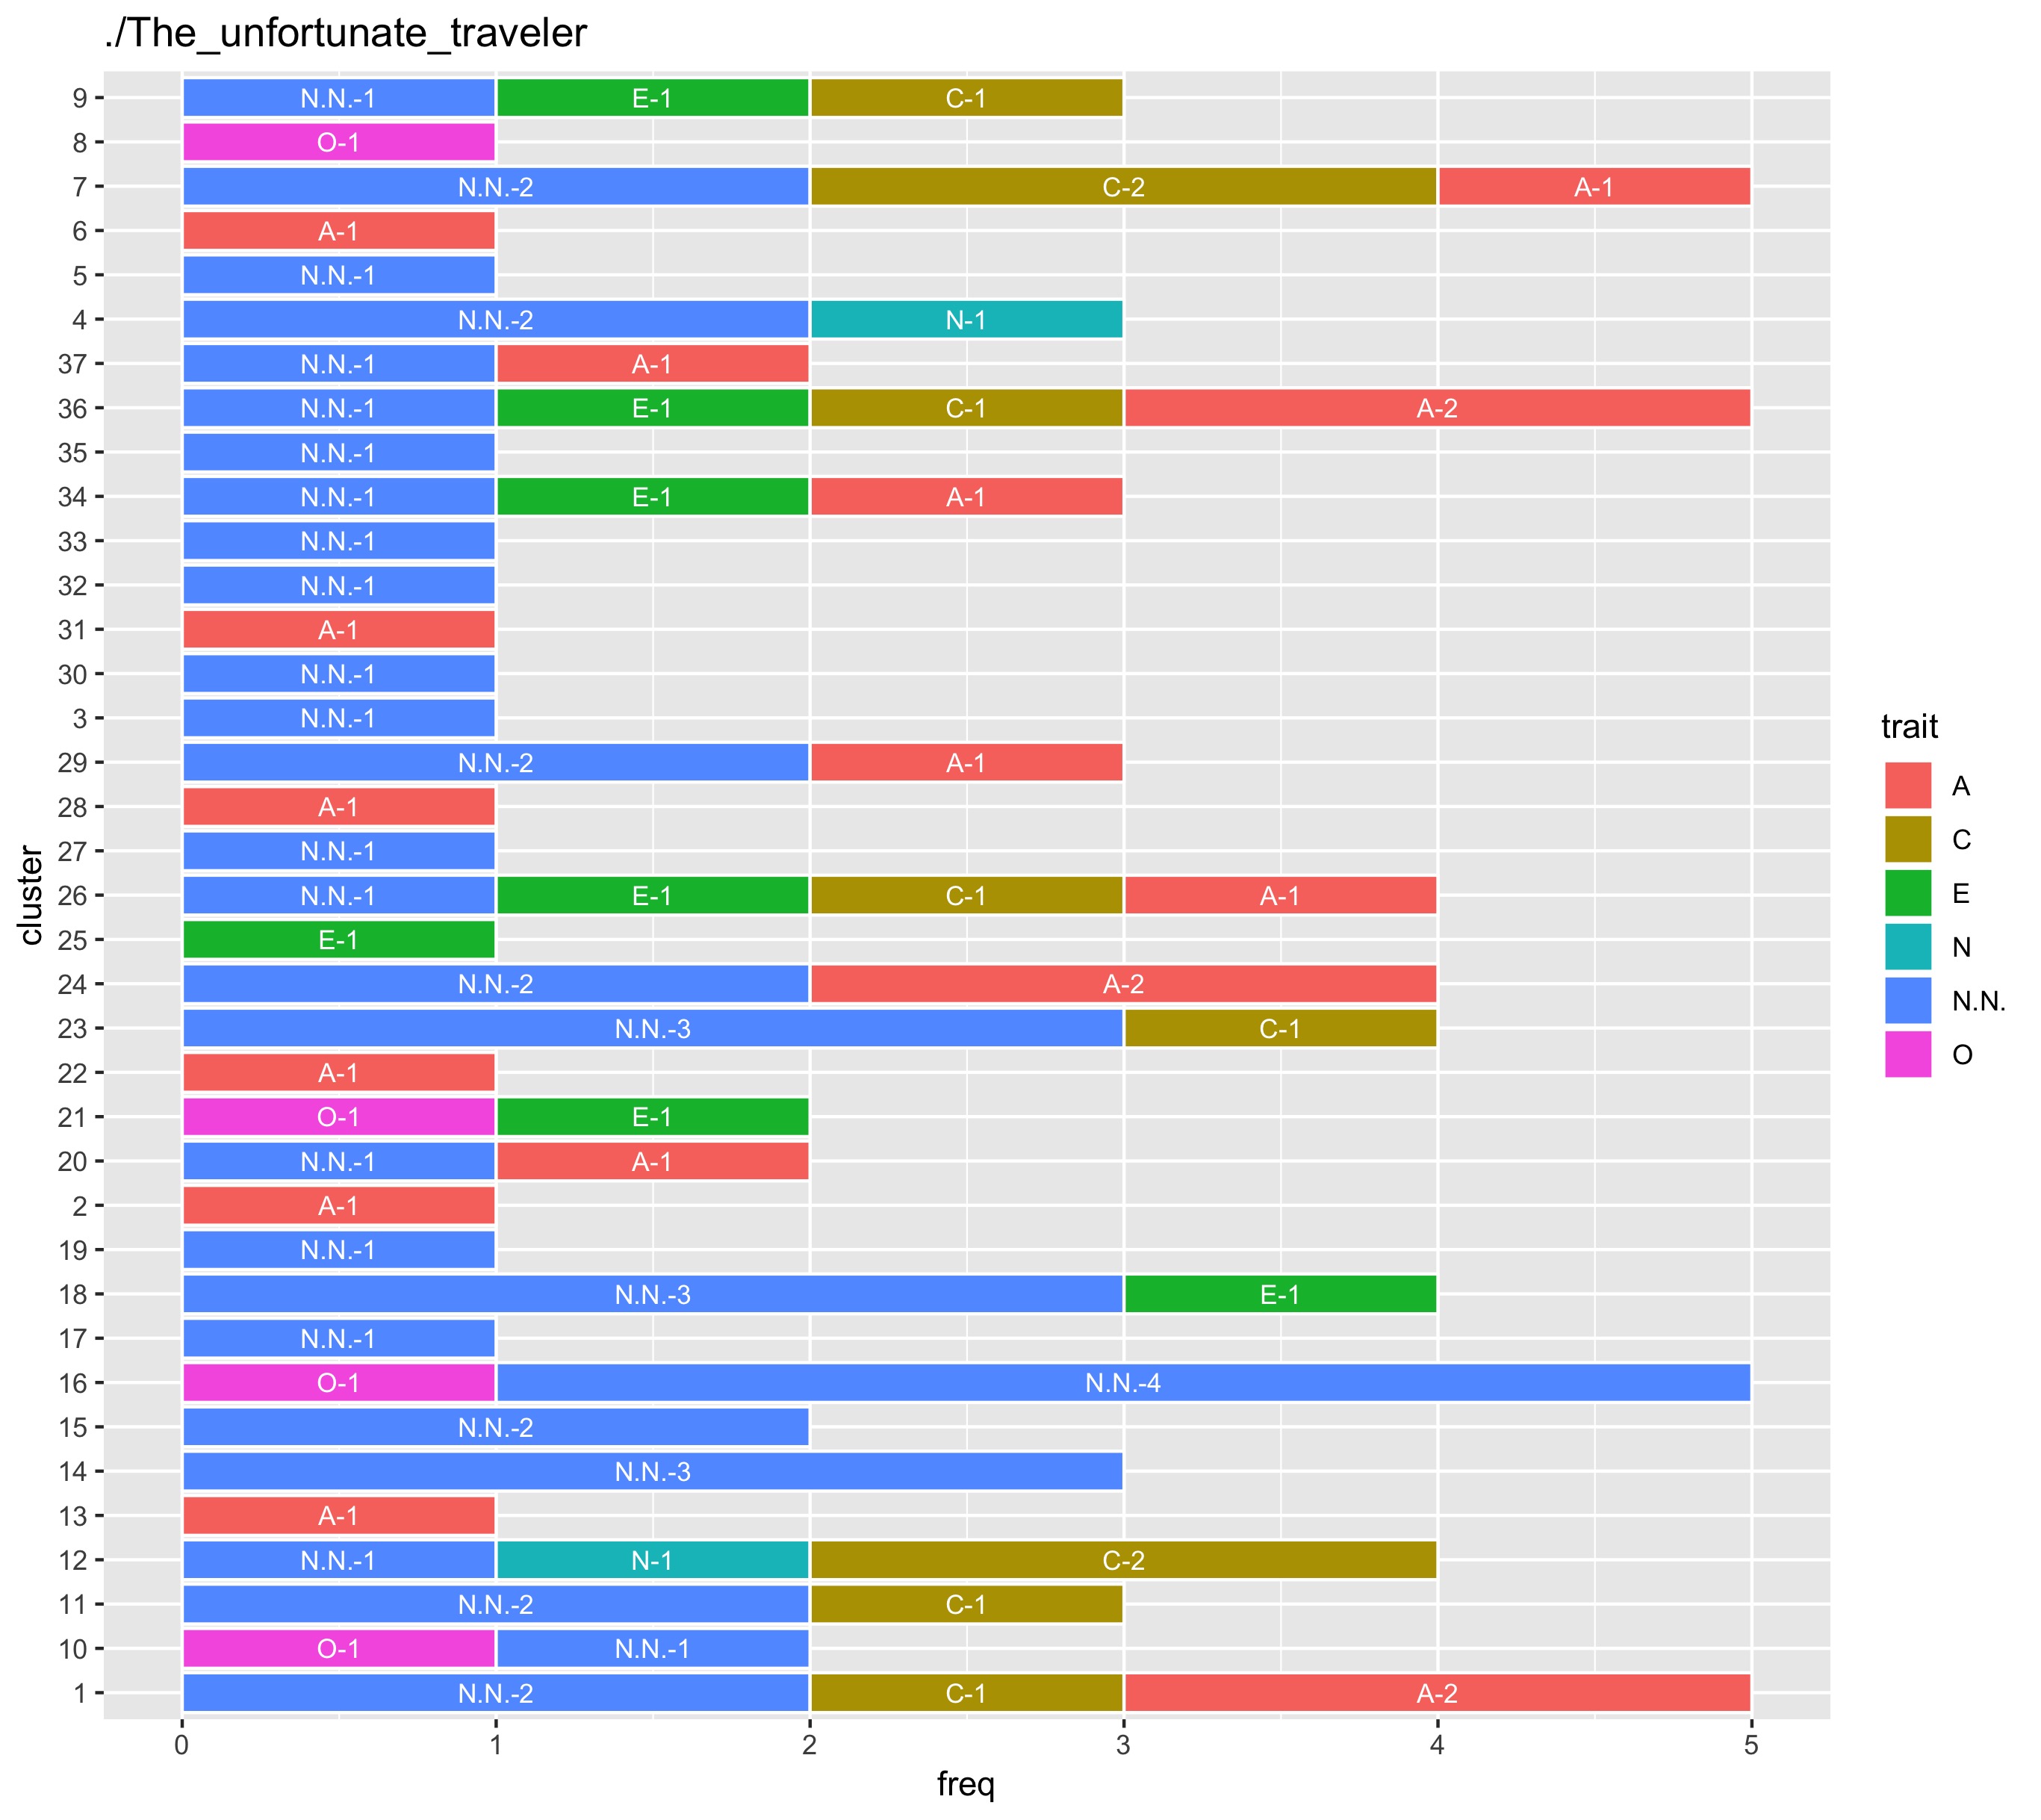 ./The_unfortunate_traveler
9 N.N.-1 E-1 C-1
8 O-1
7 N.N.-2 C-2 A-1
6 A-1
5 N.N.-1
4 N.N.-2 N-1
37 N.N.-1 A-1
36 N.N.-1 E-1 C-1 A-2
35 N.N.-1
34 N.N.-1 E-1 A-1
33 N.N.-1
32 N.N.-1
31 A-1
30 N.N.-1
3 N.N.-1
29 N.N.-2 A-1
28 A-1
27 N.N.-1
26 N.N.-1 E-1 C-1 A-1
25 E-1
24 N.N.-2 A-2
23 N.N.-3 C-1
22 A-1
21 O-1 E-1
20 N.N.-1 A-1
2 A-1
19 N.N.-1
18 N.N.-3 E-1
17 N.N.-1
16 O-1 N.N.-4
15 N.N.-2
14 N.N.-3
13 A-1
12 N.N.-1 N-1 C-2
11 N.N.-2 C-1
10 O-1 N.N.-1
1 N.N.-2 C-1 A-2
0 1 2 3 4 5
freq
cluster
trait
A
C
E
N
N.N.
O